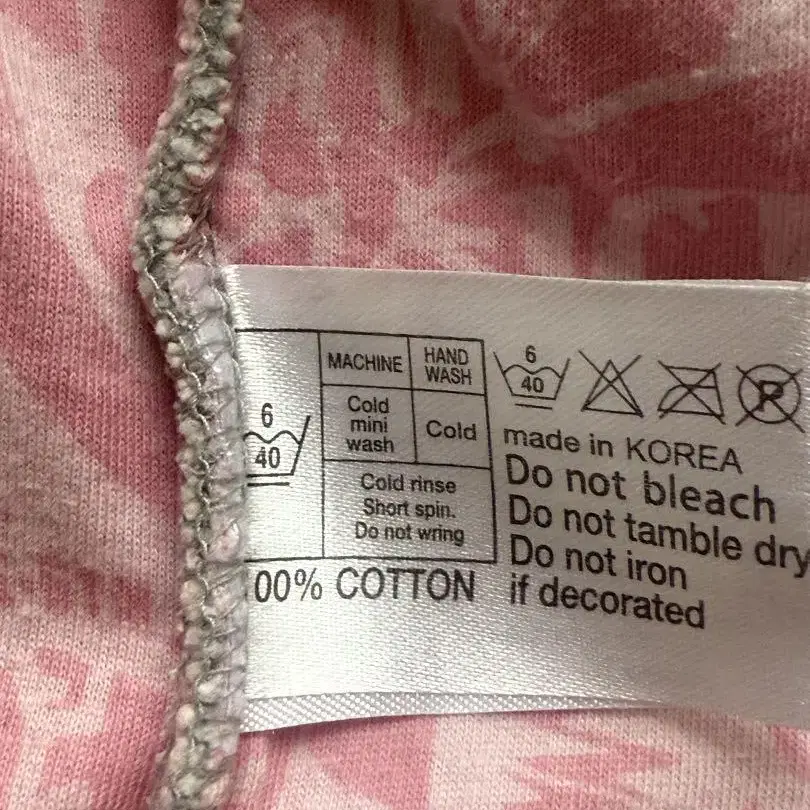 6
40
MACHINE
HAND
WASH
Cold
mini
wash
Cold
Cold rinse
Short spin.
Do not wring
00% COTTON
6
40
P
made in KOREA
Do not bleach
Do not tamble dry
Do not iron
if decorated